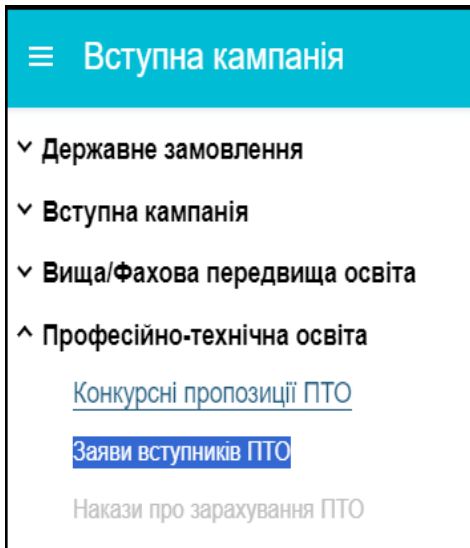 Вступна кампанія
Державне замовлення
Вступна кампанія
Вища/Фахова передвища освіта
Професійно-технічна освіта
Конкурсні пропозиції ПТО
Заяви вступників ПТО
Накази про зарахування ПТО